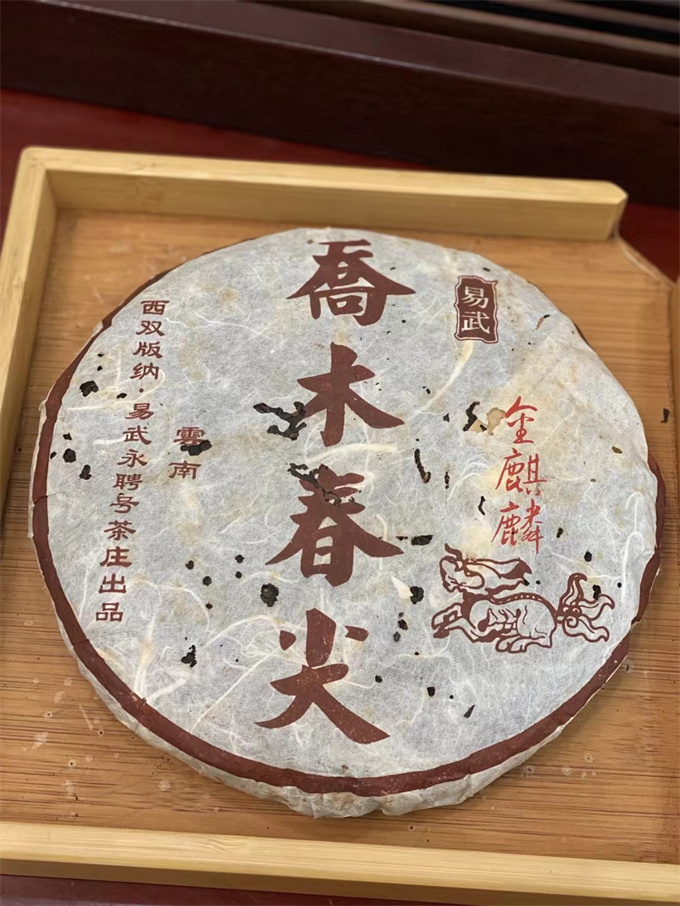 喬木春尖
易武
金麒麟
雲南
西双版纳·易武永聘号茶庄出品